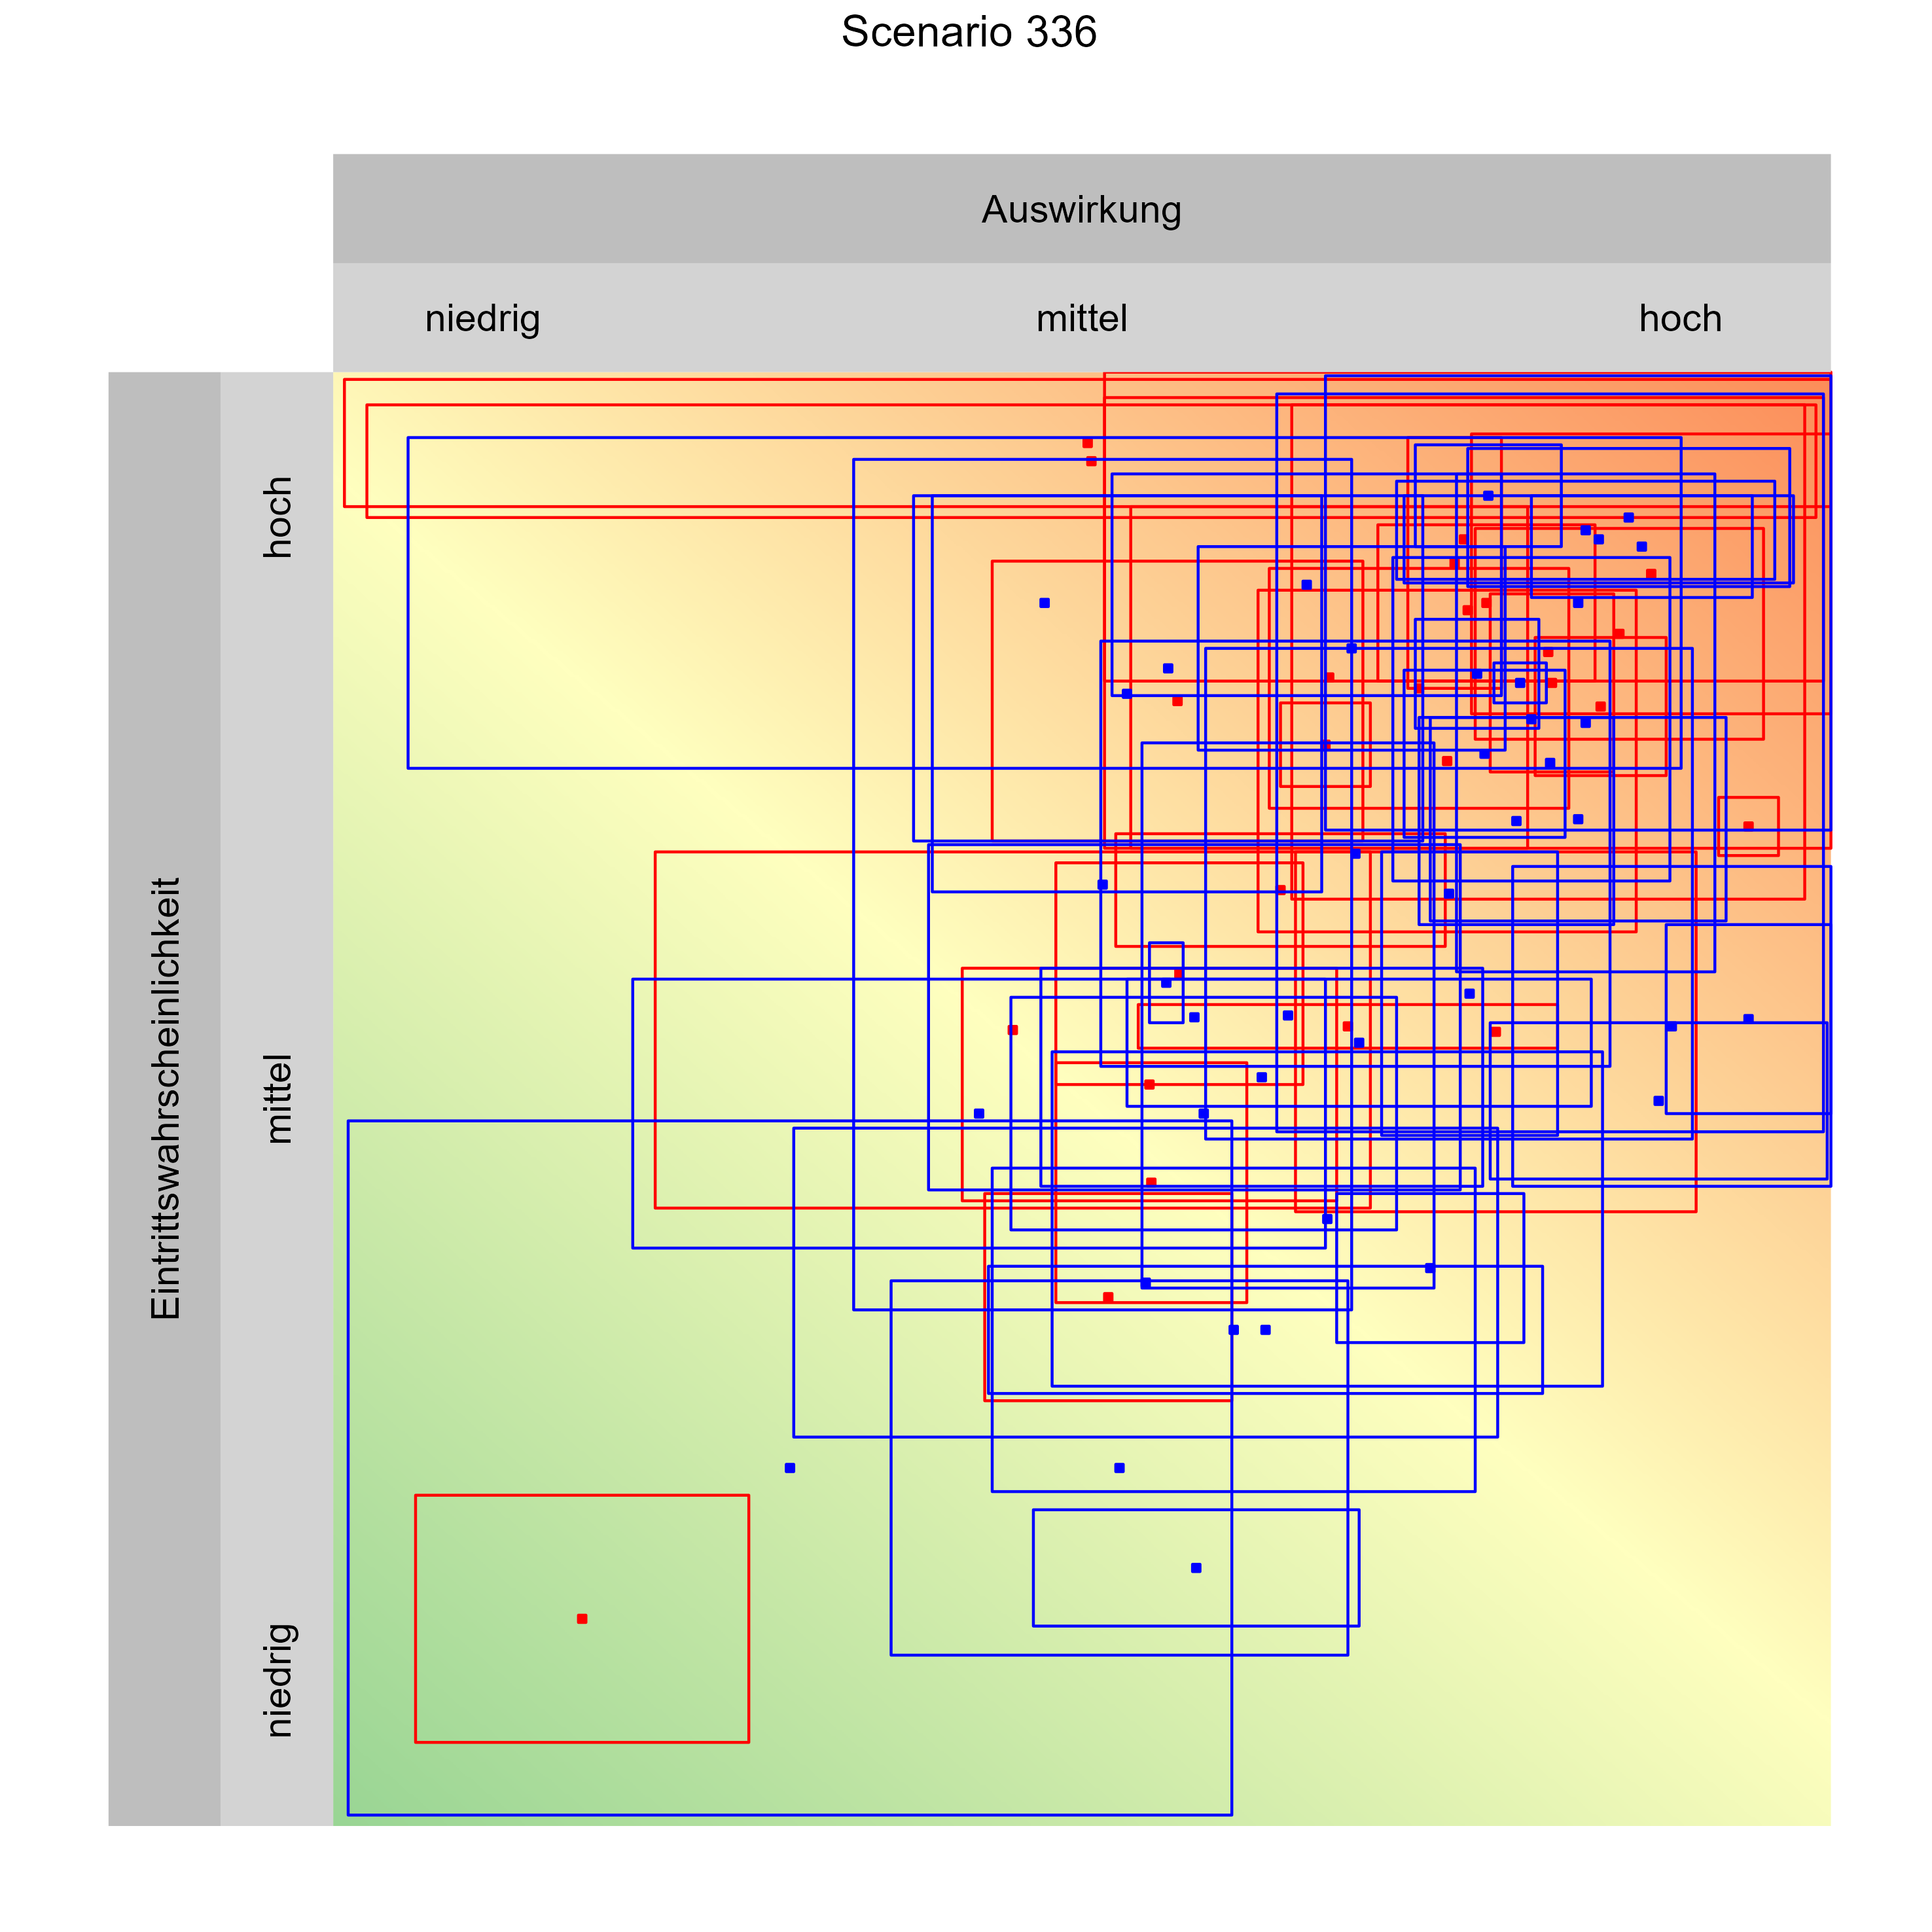 Scenario 336
Auswirkung
niedrig
mittel
hoch
Eintrittswahrscheinlichkeit
hoch
mittel
niedrig